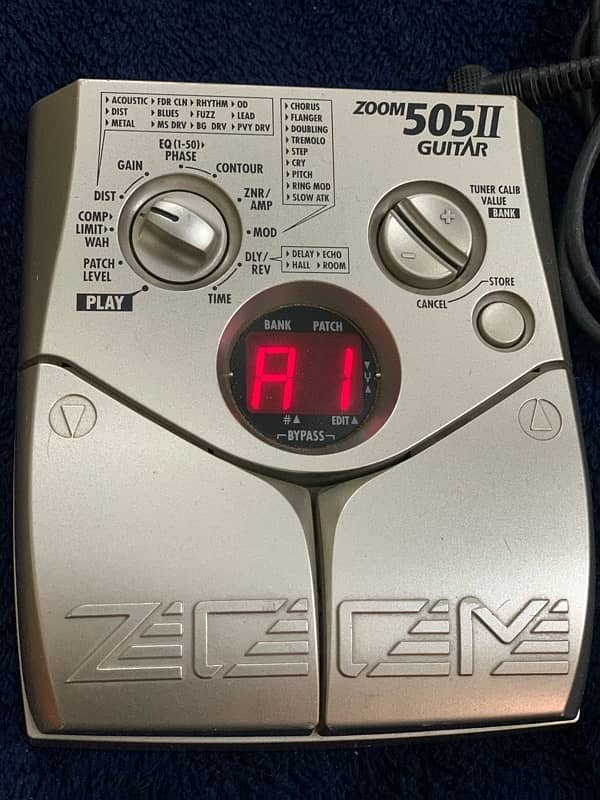 ▶ ACOUSTIC ▶ FDR CLN ▶ RHYTHM ▶ OD
▶ DIST ▶ BLUES ▶ FUZZ ▶ LEAD
▶ METAL ▶ MS DRV ▶ BG DRV ▶ PVY DRV
▶ CHORUS
▶ FLANGER
▶ DOUBLING
▶ TREMOLO
▶ STEP
▶ CRY
▶ PITCH
▶ RING MOD
▶ SLOW ATK
ZOOM 505II
GUITAR
EQ (1-50)▶
PHASE
GAIN
CONTOUR
DIST
ZNR/
AMP
COMP▶
LIMIT▶
WAH
MOD
PATCH
LEVEL
DLY/
REV
▶ DELAY ▶ ECHO
▶ HALL ▶ ROOM
PLAY
TIME
TUNER CALIB
VALUE
BANK
+
−
STORE
CANCEL
BANK PATCH
A1
#▲ EDIT▲
BYPASS
ZOOM